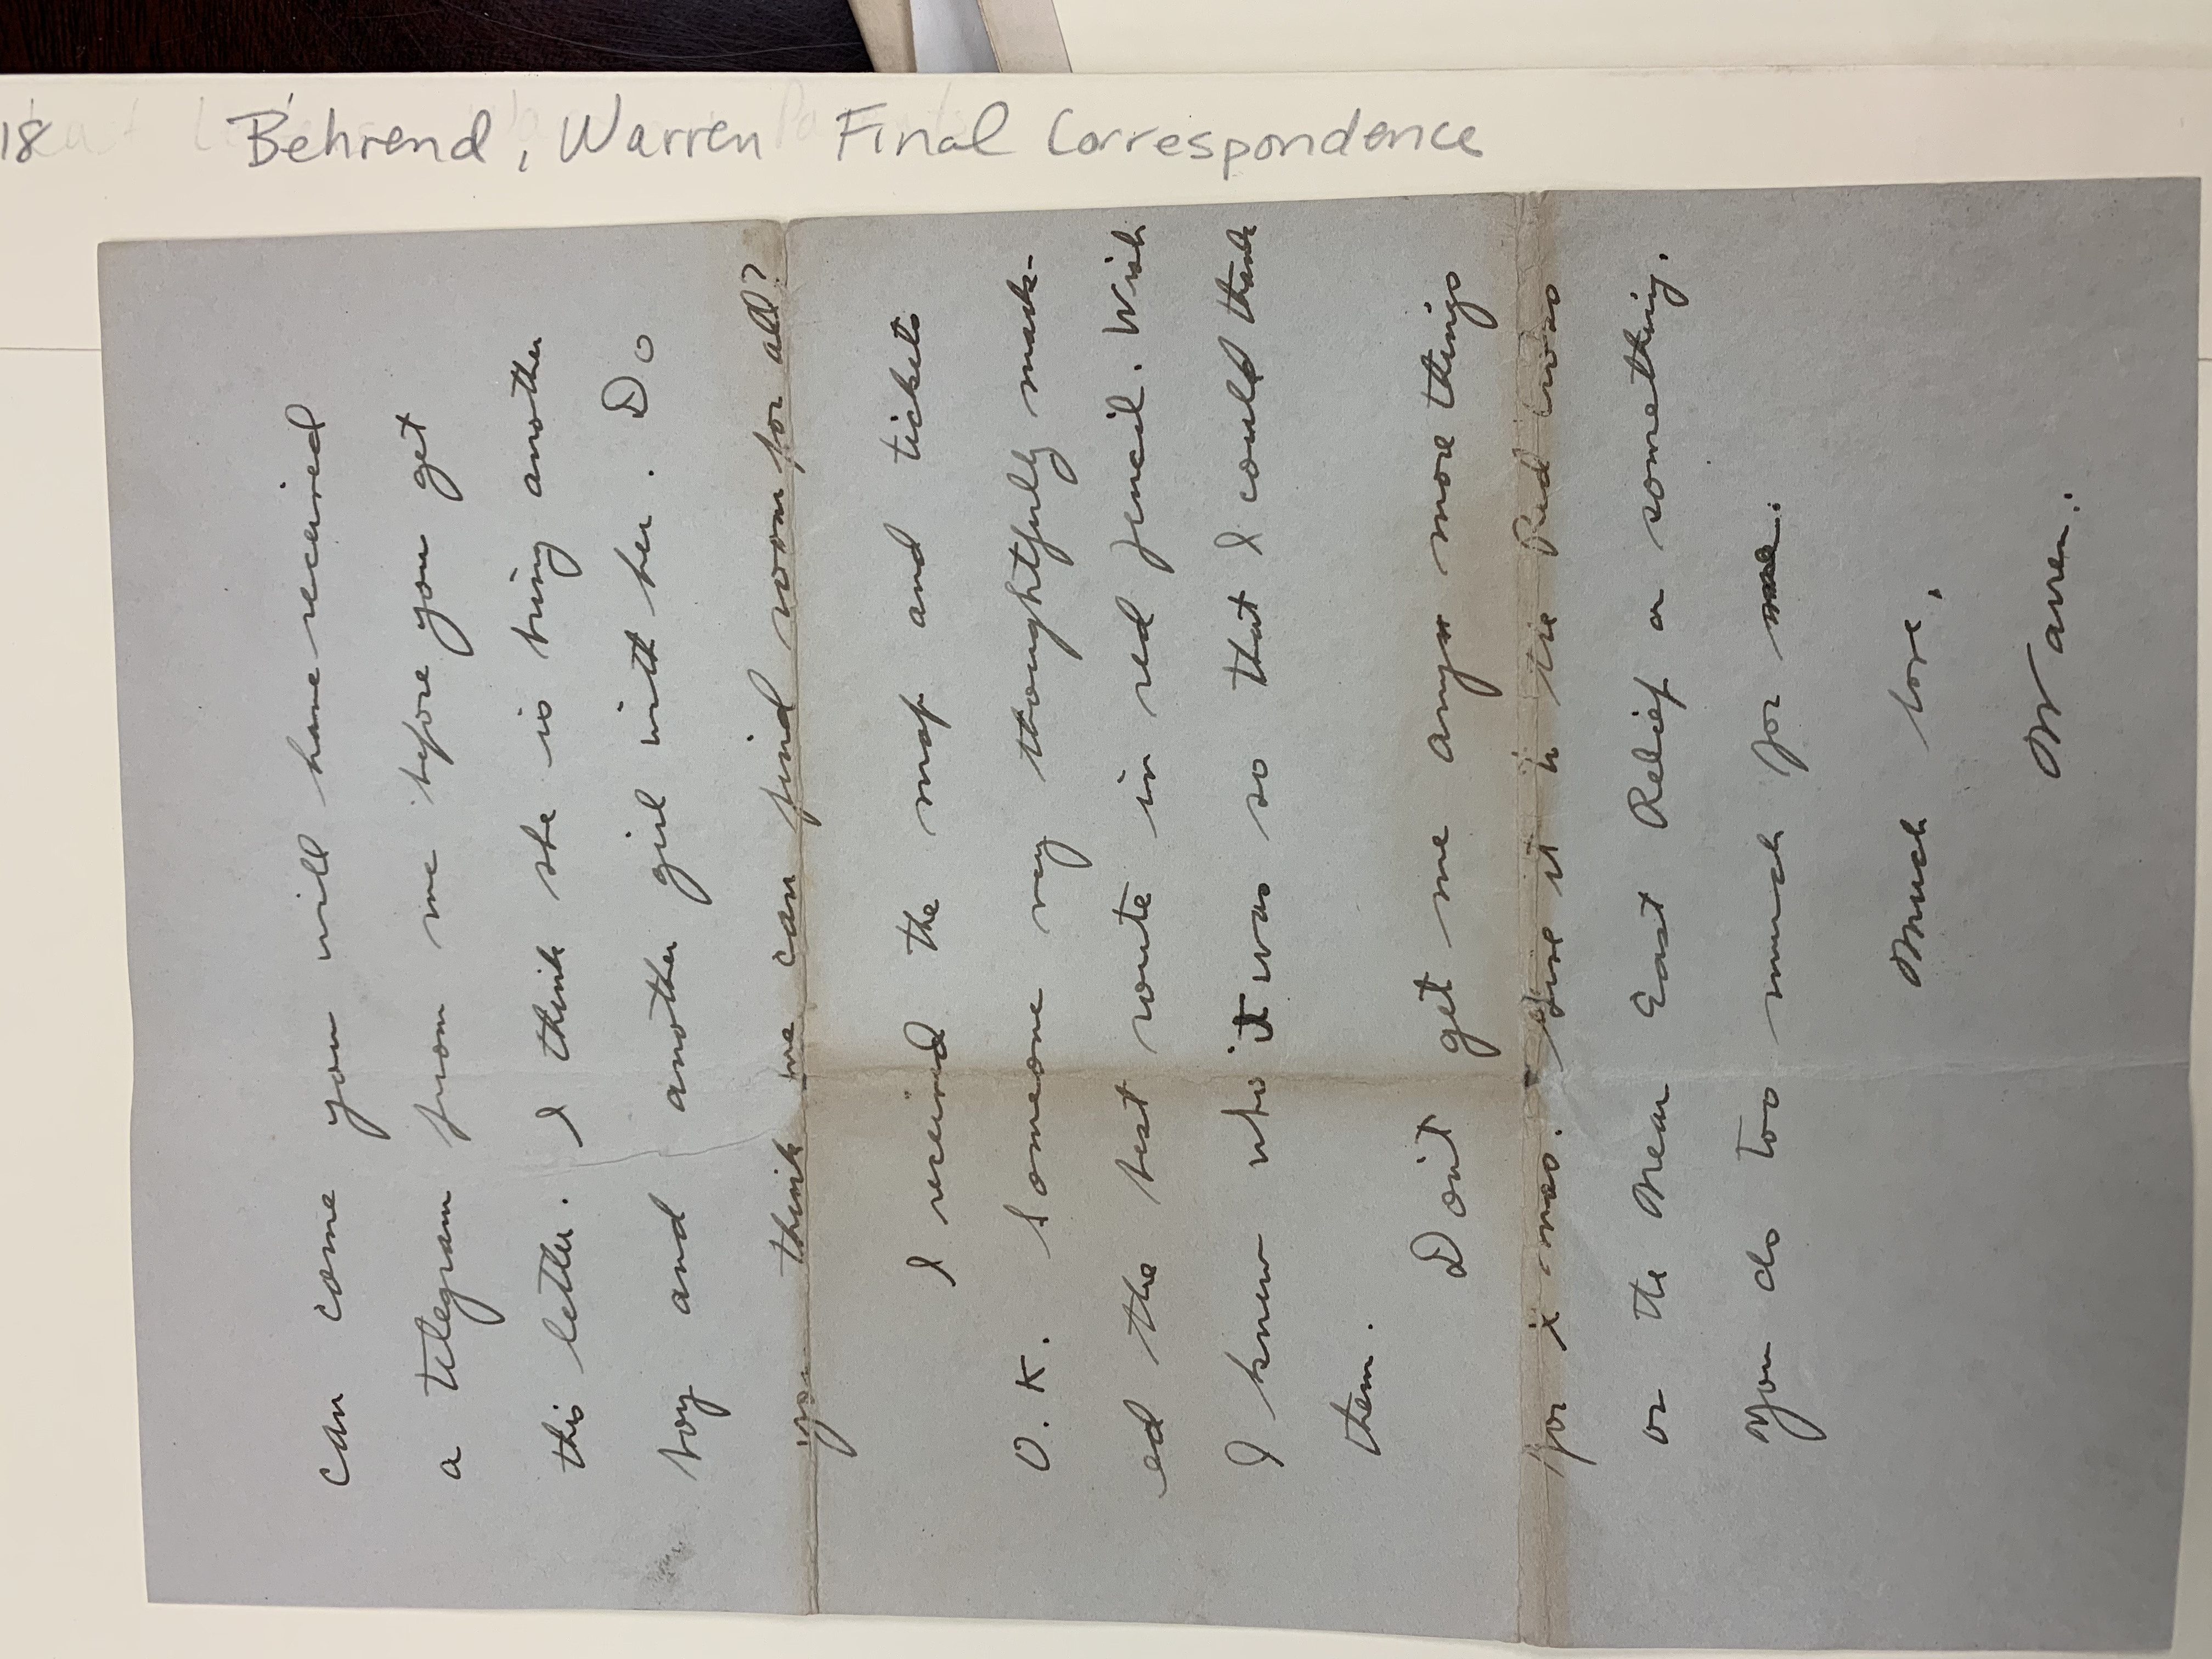 can come you will have received
a telegram from me before you get
this letter. I think she is bring another
boy and another girl with her. Do
you think we can find room for all?
I received the map and tickets
O.K. Someone very thoughtfully mark-
ed the best route in red pencil. Wish
I knew who it was so that I could thank
them.
Don't get me any more things
for x mas. Give it to the Red Cross
or the Near East Relief or something.
You do too much for me.
Much love,
Warren.
Behrend, Warren Final Correspondence